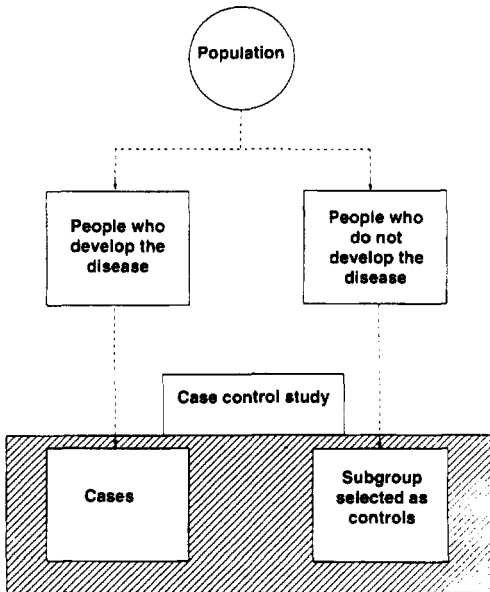 Population
People who
develop the
disease
People who
do not
develop the
disease
Case control study
Cases
Subgroup
selected as
controls